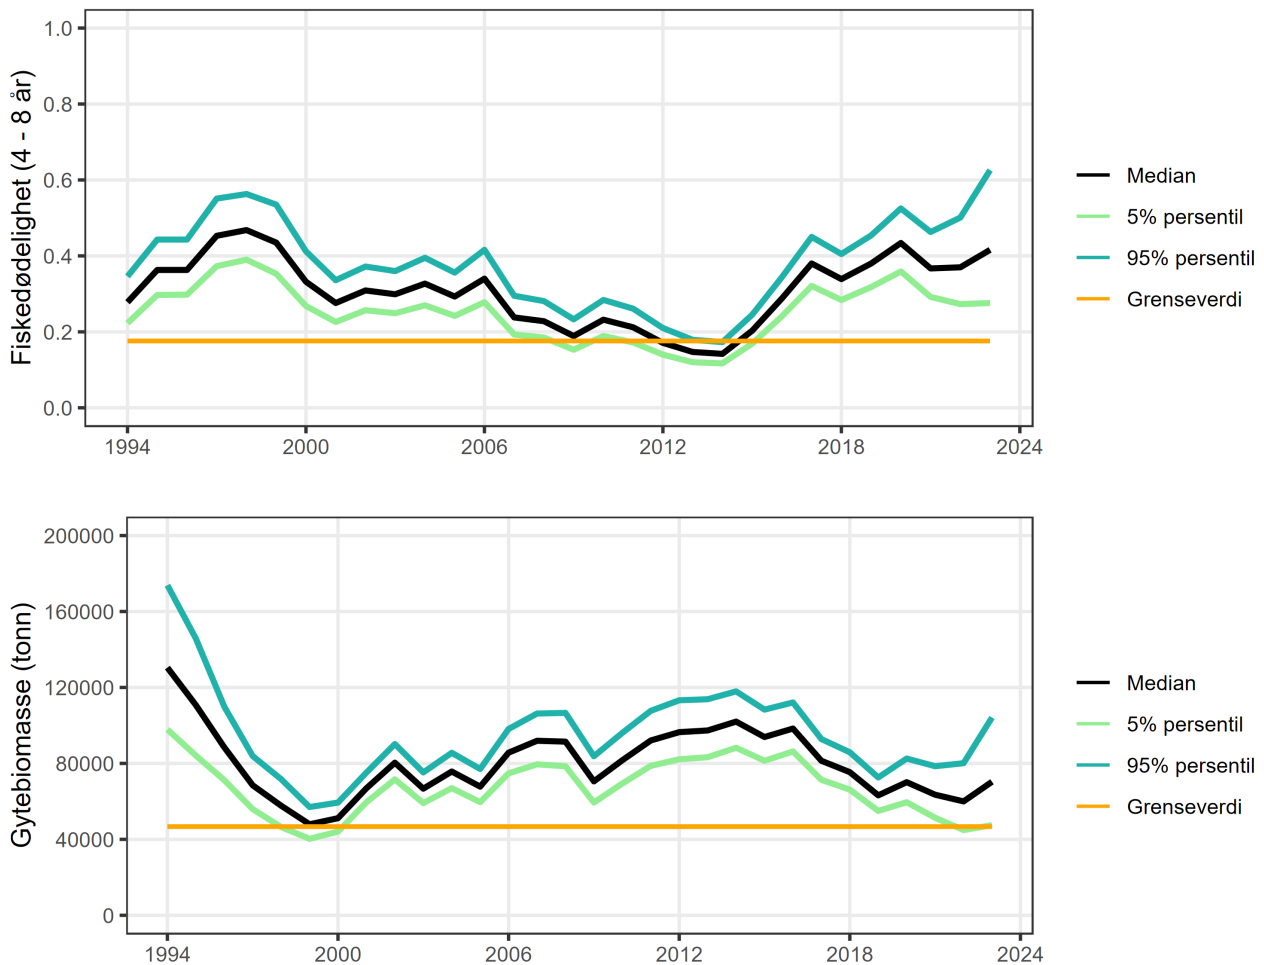 Fiskedødelighet (4 - 8 år)
1.0
0.8
0.6
0.4
0.2
0.0
1994 2000 2006 2012 2018 2024
Median
5% persentil
95% persentil
Grenseverdi
Gytebiomasse (tonn)
200000
160000
120000
80000
40000
0
1994 2000 2006 2012 2018 2024
Median
5% persentil
95% persentil
Grenseverdi